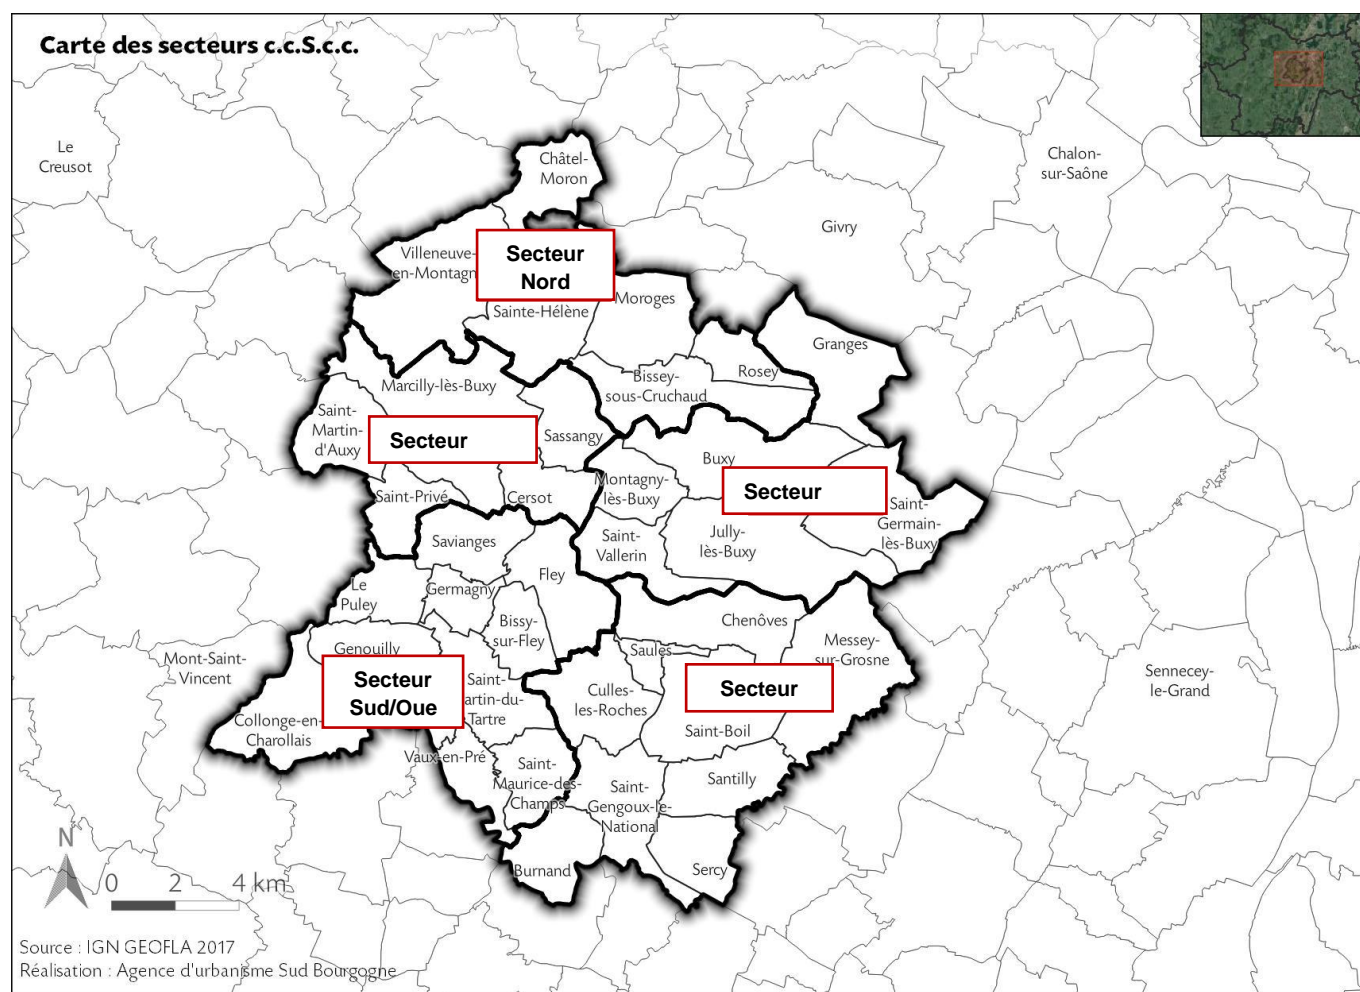 Carte des secteurs c.c.S.c.c.
Le
Creusot
Châtel-
Moron
Chalon-
sur-Saône
Givry
Villeneuve-
en-Montagn
Secteur
Nord
Sainte-Hélène
Moroges
Granges
Rosey
Bissey-
sous-Cruchaud
Marcilly-lès-Buxy
Saint-
Martin-
d'Auxy
Secteur
Sassangy
Saint-Privé
Cersot
Buxy
Montagny-
lès-Buxy
Secteur
Saint-
Germain-
lès-Buxy
Saint-
Vallerin
Jully-
lès-Buxy
Savianges
Fley
Le
Puley
Germagny
Bissy-
sur-Fley
Chenôves
Messey-
sur-Grosne
Saules
Genouilly
Mont-Saint-
Vincent
Secteur
Sud/Oue
Saint-
artin-du-
Tartre
Culles-
les-Roches
Secteur
Sennecey-
le-Grand
Collonge-en-
Charollais
Saint-Boil
Vaux-en-Pré
Saint-
Maurice-des-
Champs
Saint-
Gengoux-le-
National
Santilly
Burnand
Sercy
N
0 2 4 km
Source : IGN GEOFLA 2017
Réalisation : Agence d'urbanisme Sud Bourgogne